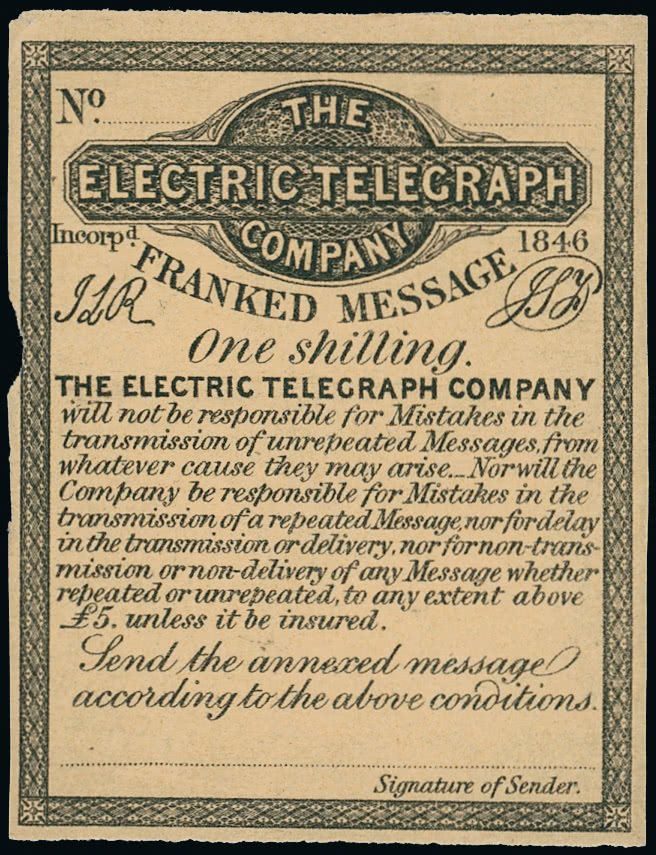 No.
THE
ELECTRIC TELEGRAPH
COMPANY
Incorpd. 1846
FRANKED MESSAGE
JLR
One shilling.
THE ELECTRIC TELEGRAPH COMPANY
will not be responsible for Mistakes in the
transmission of unrepeated Messages, from
whatever cause they may arise._ Nor will the
Company be responsible for Mistakes in the
transmission of a repeated Message, nor for delay
in the transmission or delivery, nor for non-trans-
mission or non-delivery of any Message whether
repeated or unrepeated, to any extent above
£5. unless it be insured.
Send the annexed message
according to the above conditions.
Signature of Sender.